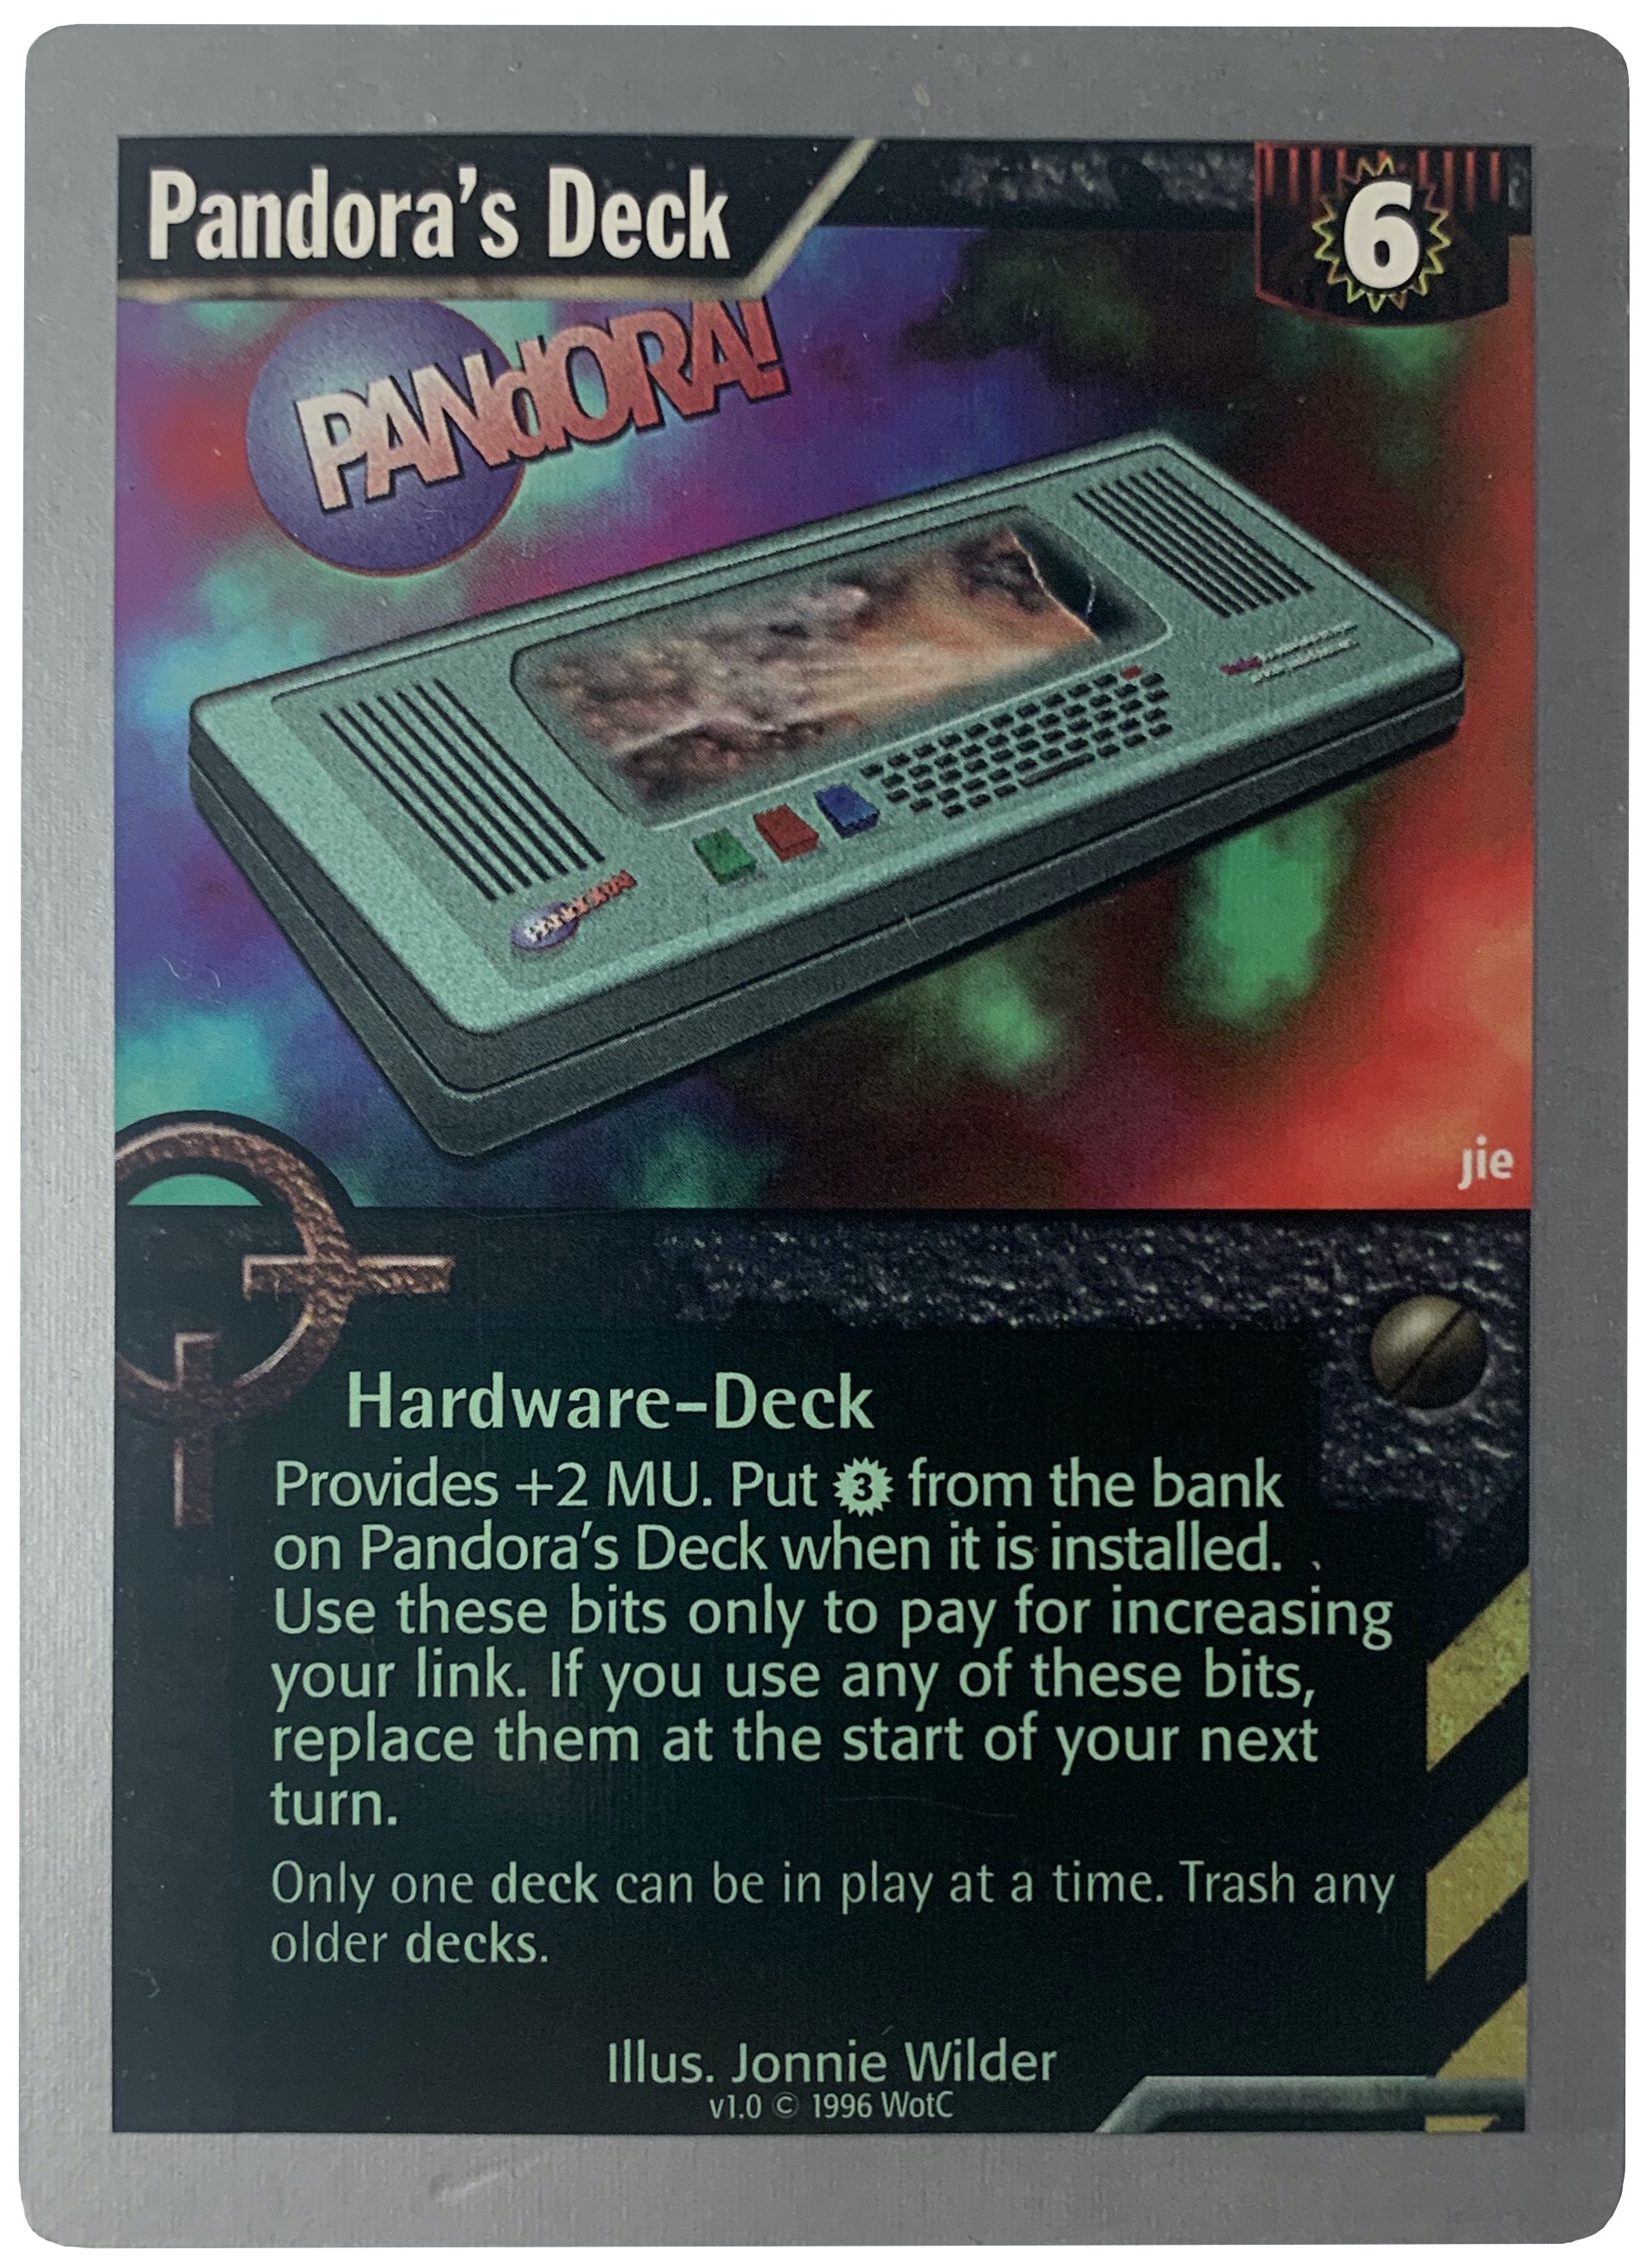 Pandora's Deck
6
PANdORA!
PANdORA!
jie
Hardware-Deck
Provides +2 MU. Put 3 from the bank
on Pandora's Deck when it is installed.
Use these bits only to pay for increasing
your link. If you use any of these bits,
replace them at the start of your next
turn.
Only one deck can be in play at a time. Trash any
older decks.
Illus. Jonnie Wilder
v1.0 © 1996 WotC